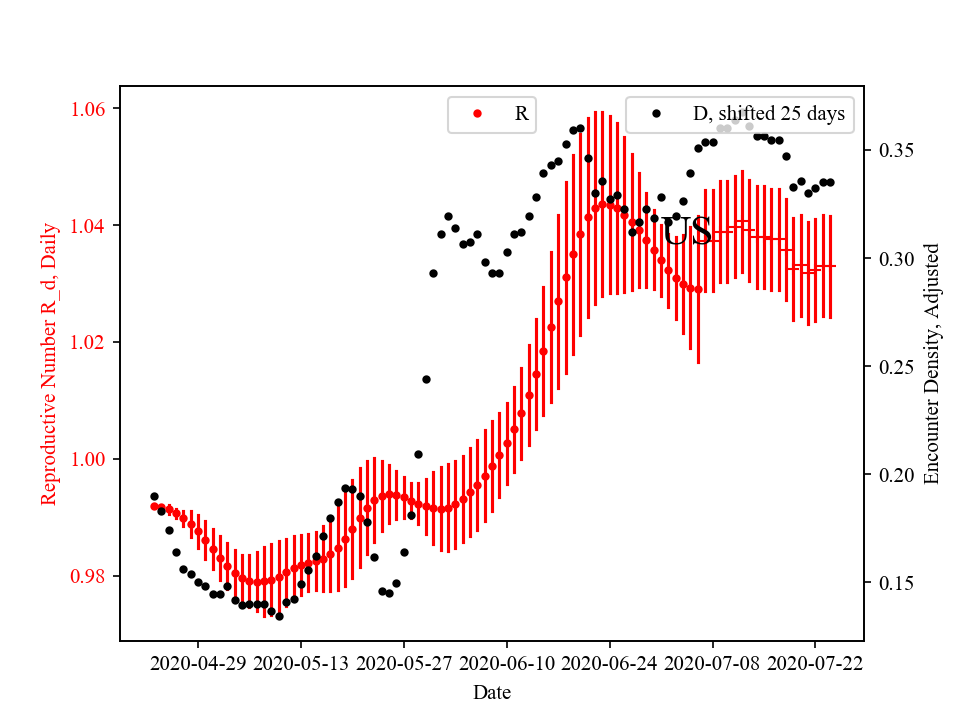 R
D, shifted 25 days
1.06
1.04
1.02
1.00
0.98
Reproductive Number R_d, Daily
US
0.35
0.30
0.25
0.20
0.15
Encounter Density, Adjusted
2020-04-29 2020-05-13 2020-05-27 2020-06-10 2020-06-24 2020-07-08 2020-07-22
Date